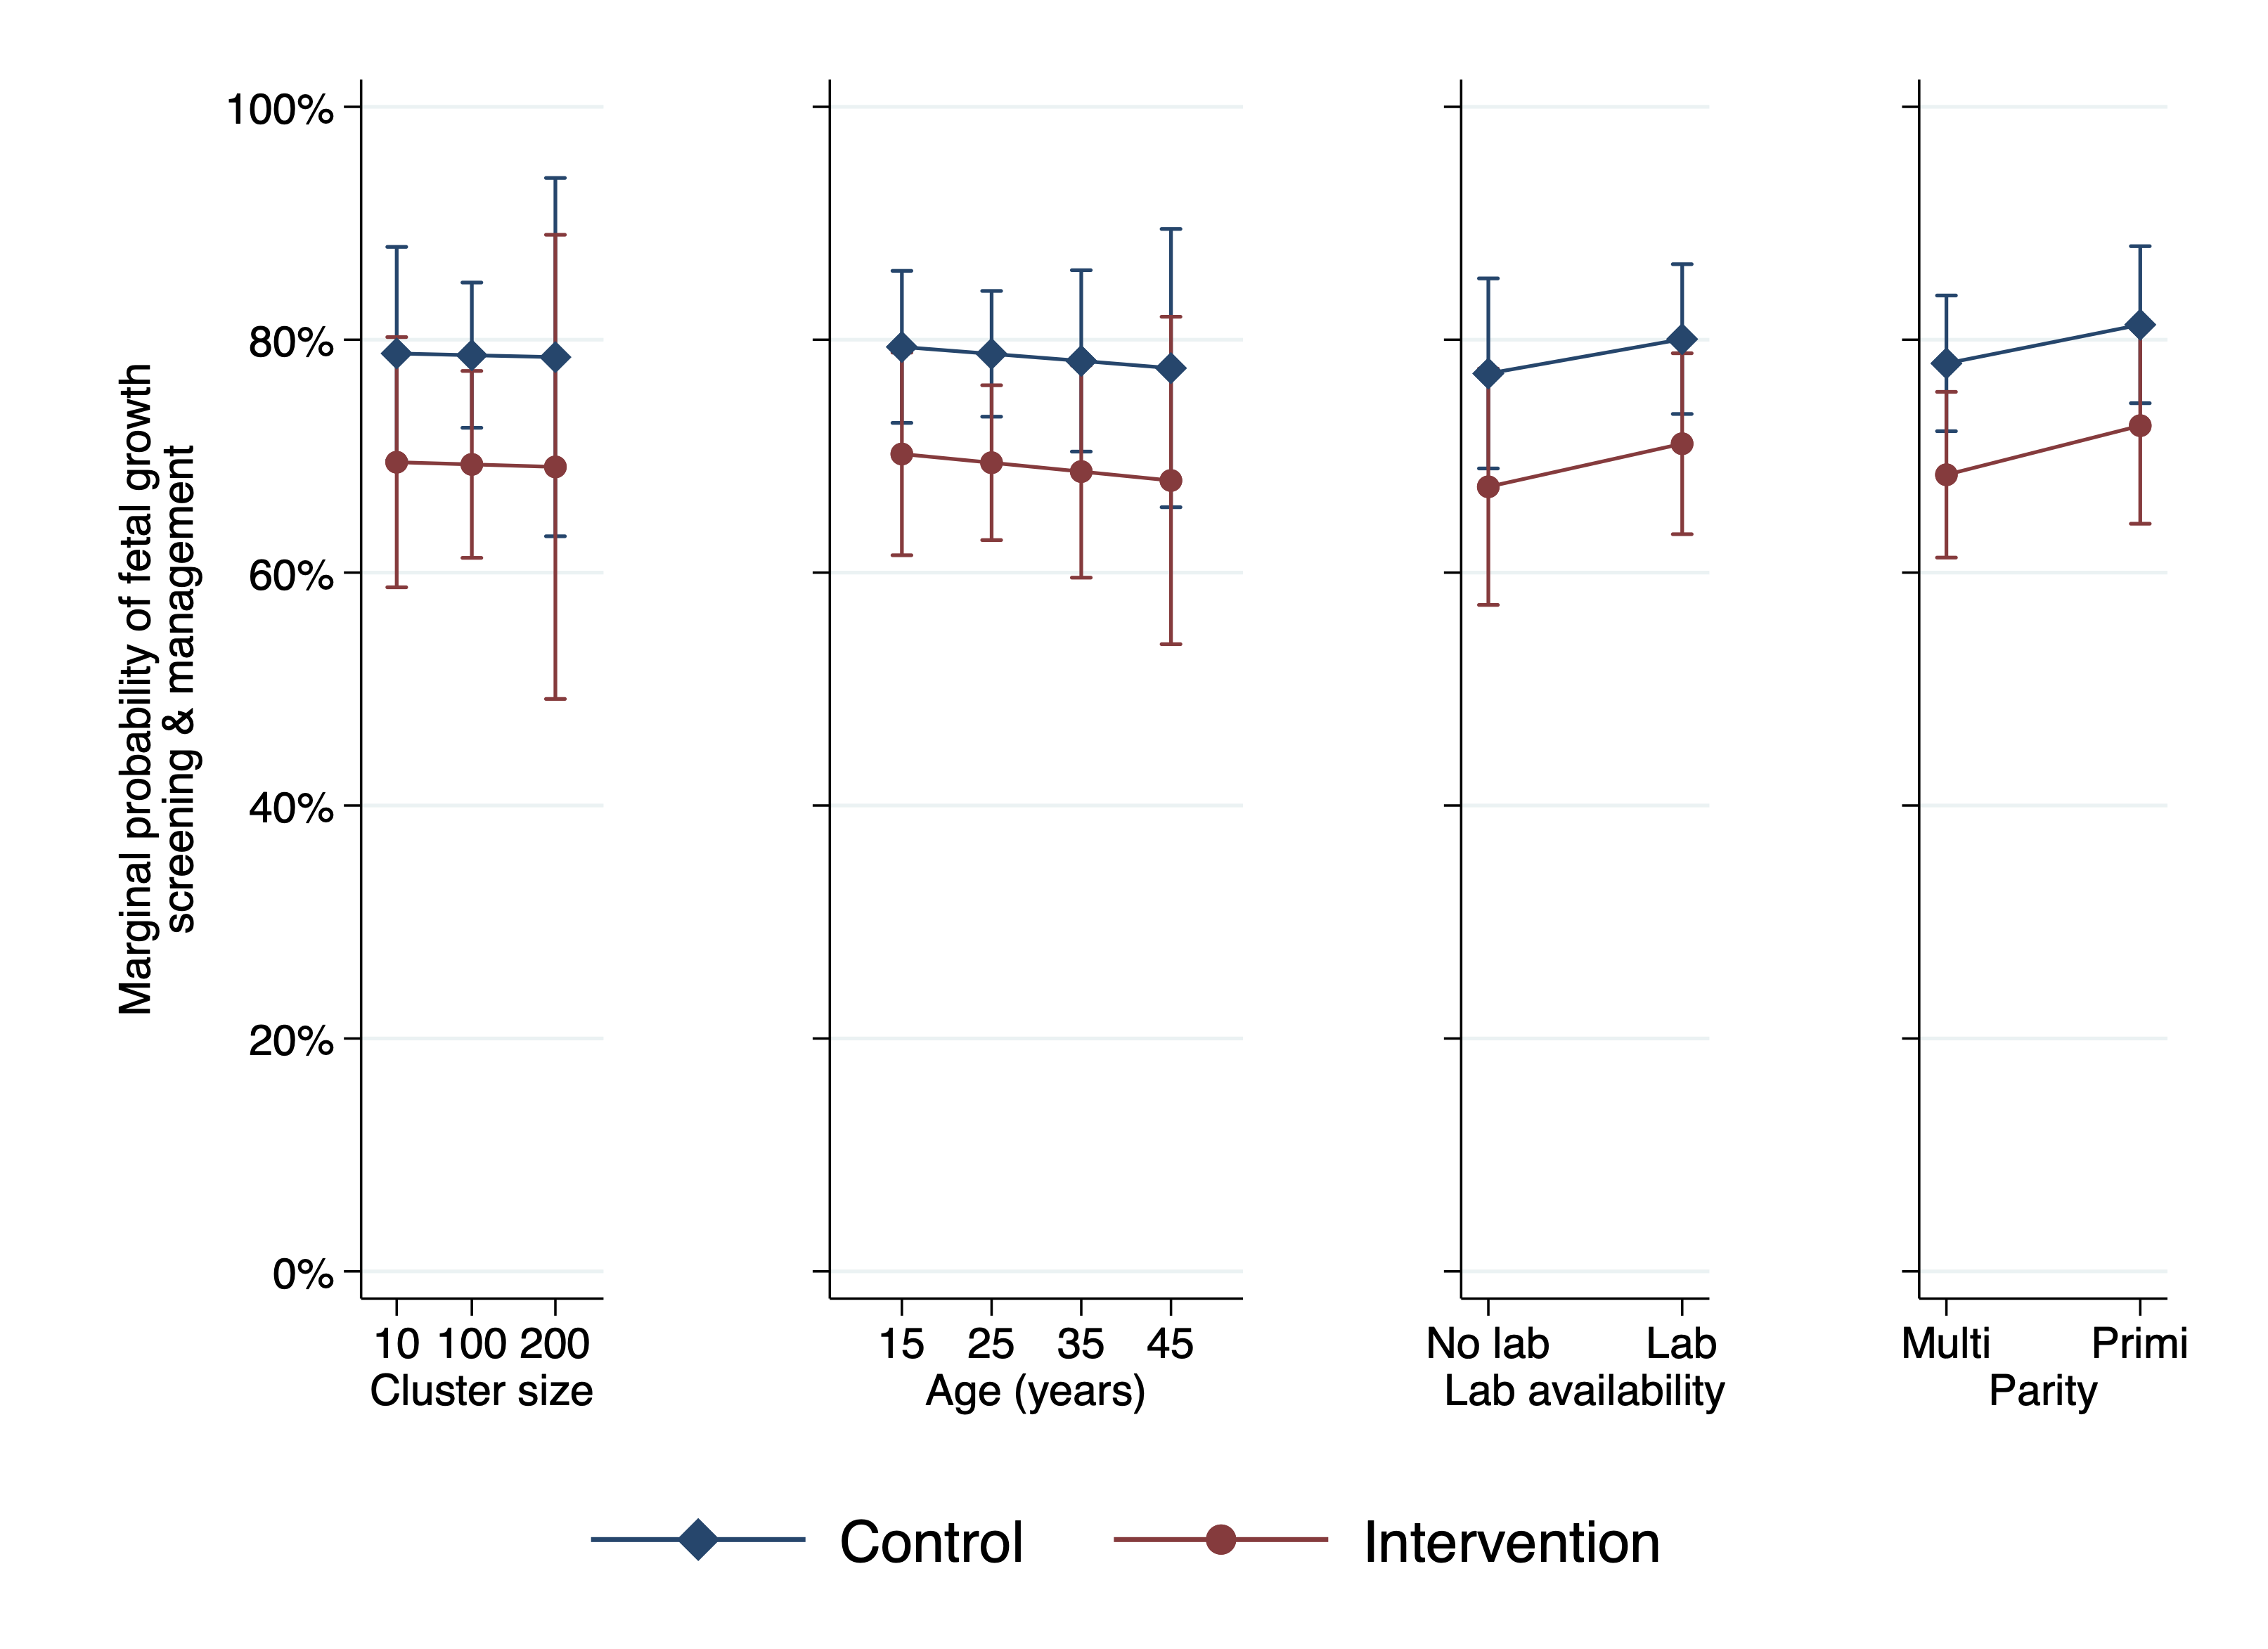 Marginal probability of fetal growth
screening & management
100%
80%
60%
40%
20%
0%
10 100 200
Cluster size
15 25 35 45
Age (years)
No lab Lab
Lab availability
Multi Primi
Parity
Control Intervention